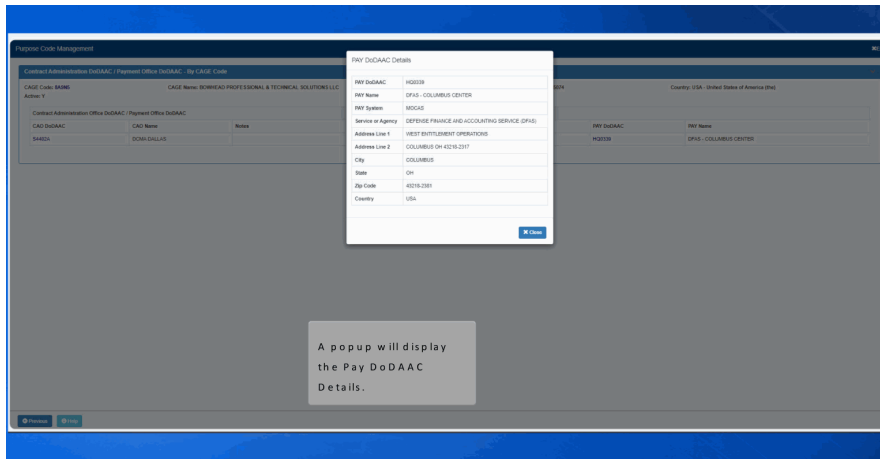 Purpose Code Management
Contract Administration DoDAAC / Payment Office DoDAAC - By CAGE Code
CAGE Name: BOWHEAD PROFESSIONAL & TECHNICAL SOLUTIONS LLC
Country: USA - United States of America (the)
CAGE Code:
Action: Y
Contract Administration Office DoDAAC / Payment Office DoDAAC
CAO DoDAAC CAO Name Notes PAY DoDAAC PAY Name
DCMA DALLAS HQ0339 DFAS - COLUMBUS CENTER
PAY DoDAAC Details
PAY DoDAAC HQ0339
PAY Name DFAS - COLUMBUS CENTER
PAY System MOCAS
Service or Agency DEFENSE FINANCE AND ACCOUNTING SERVICE (DFAS)
Address Line 1 WEST ENTITLEMENT OPERATIONS
Address Line 2 COLUMBUS OH 43218-2317
City COLUMBUS
State OH
Zip Code 43218-2381
Country USA
Close
A popup will display
the Pay DoDAAC
Details.
Previous Help